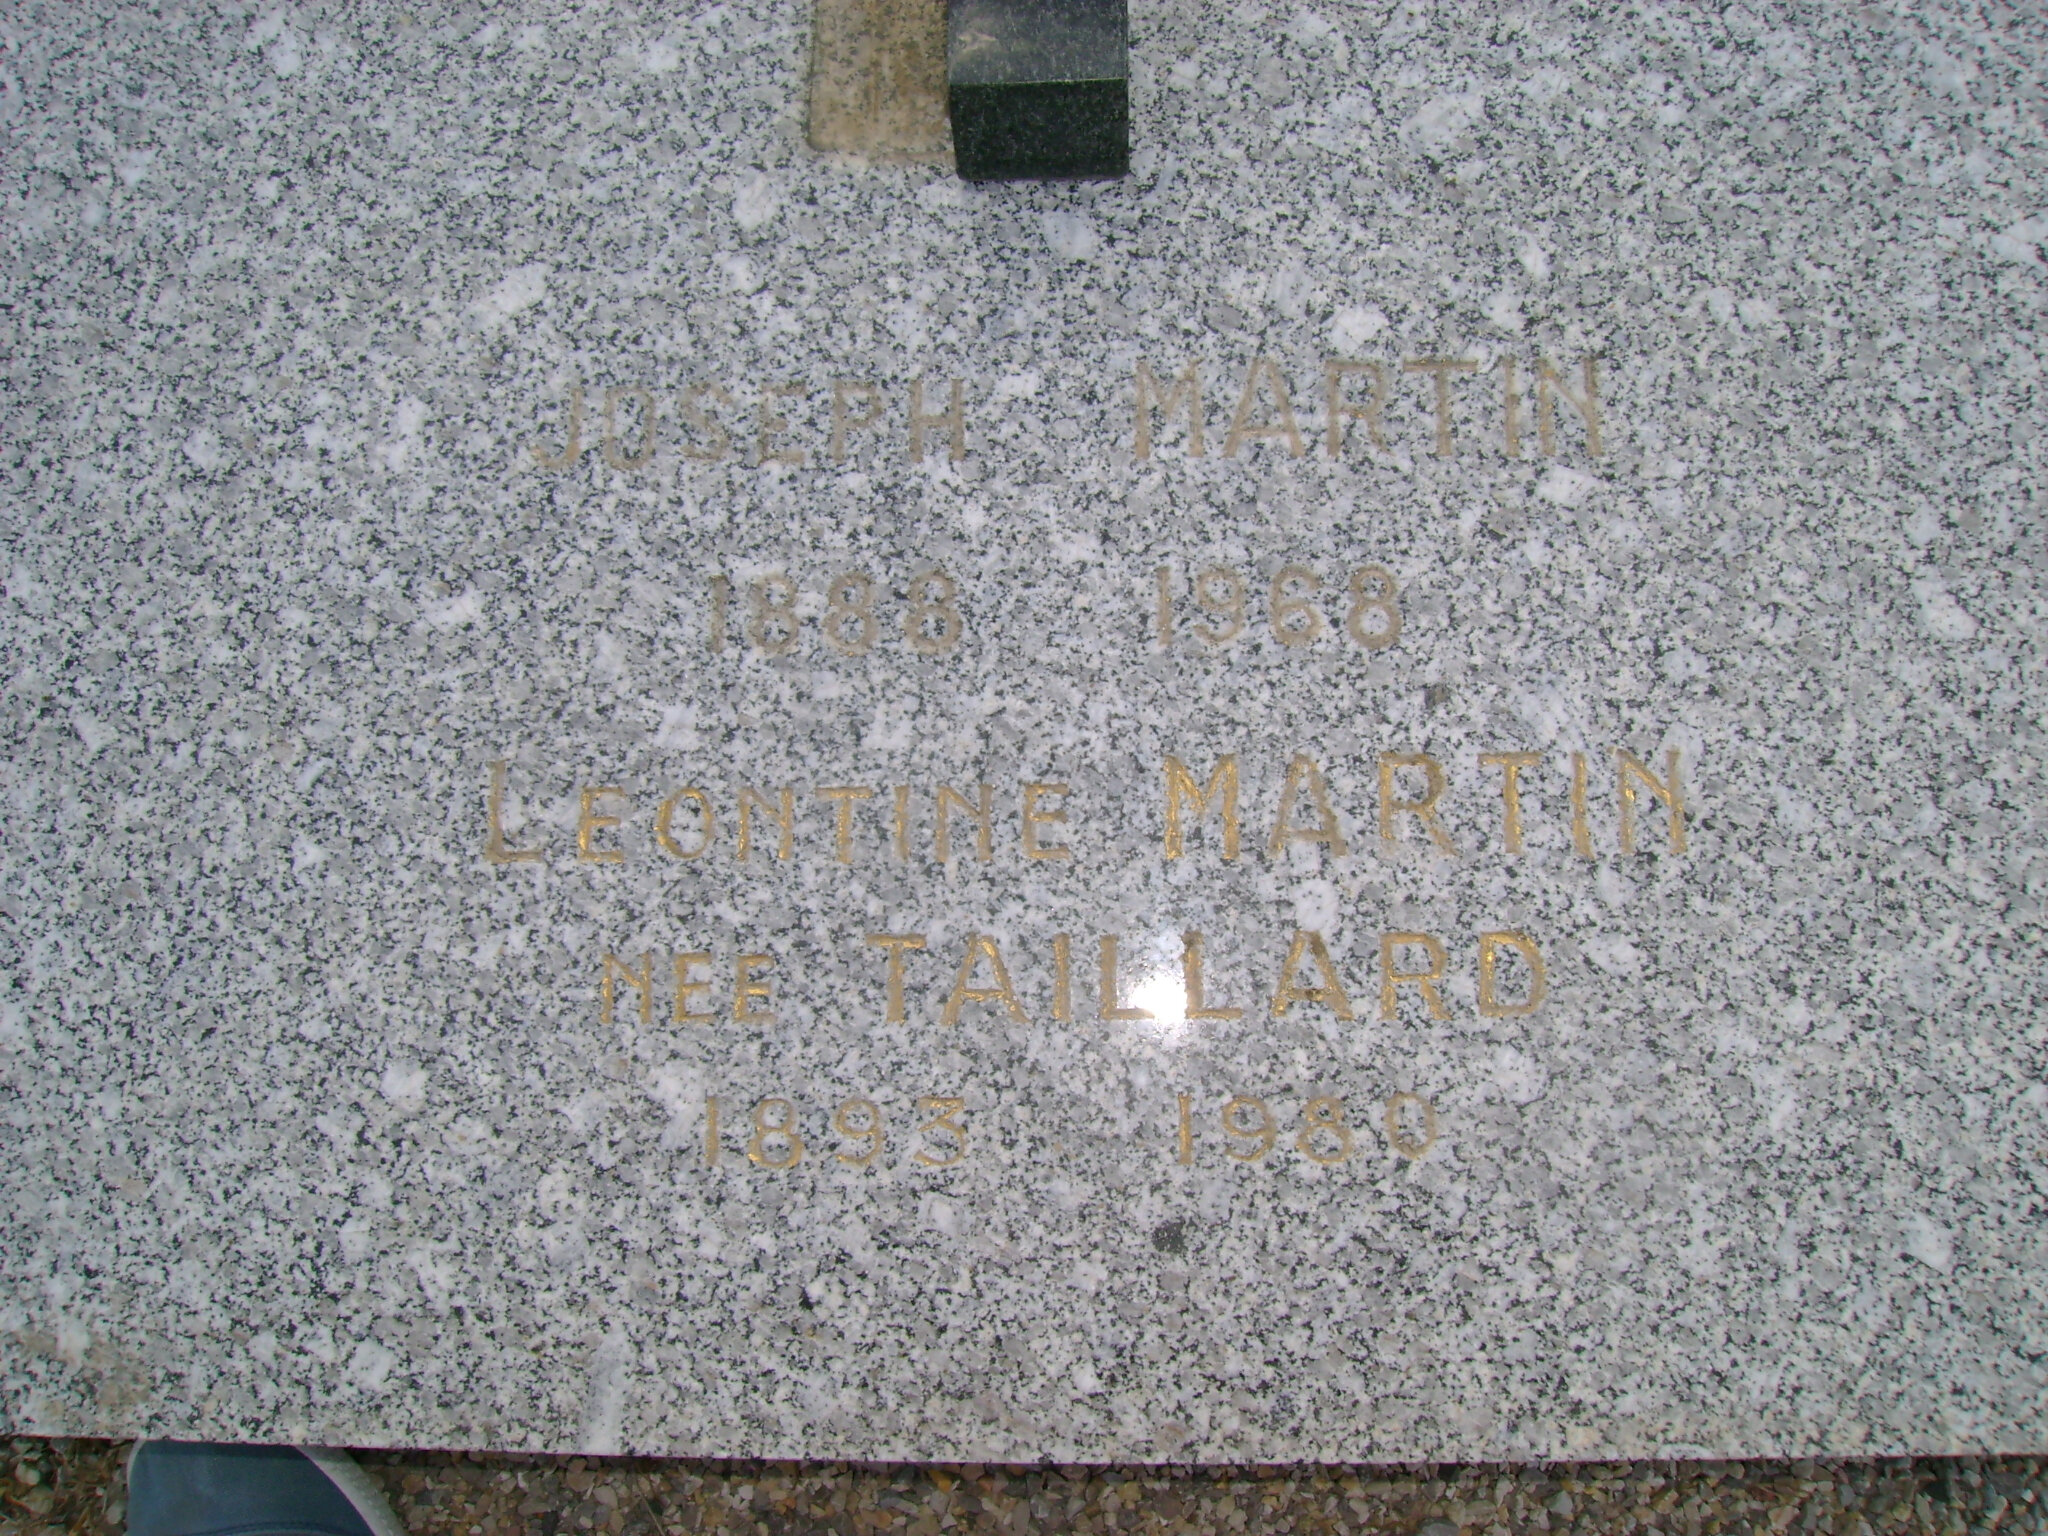 JOSEPH MARTIN
1888 1968
LEONTINE MARTIN
NEE TAILLARD
1893 1980